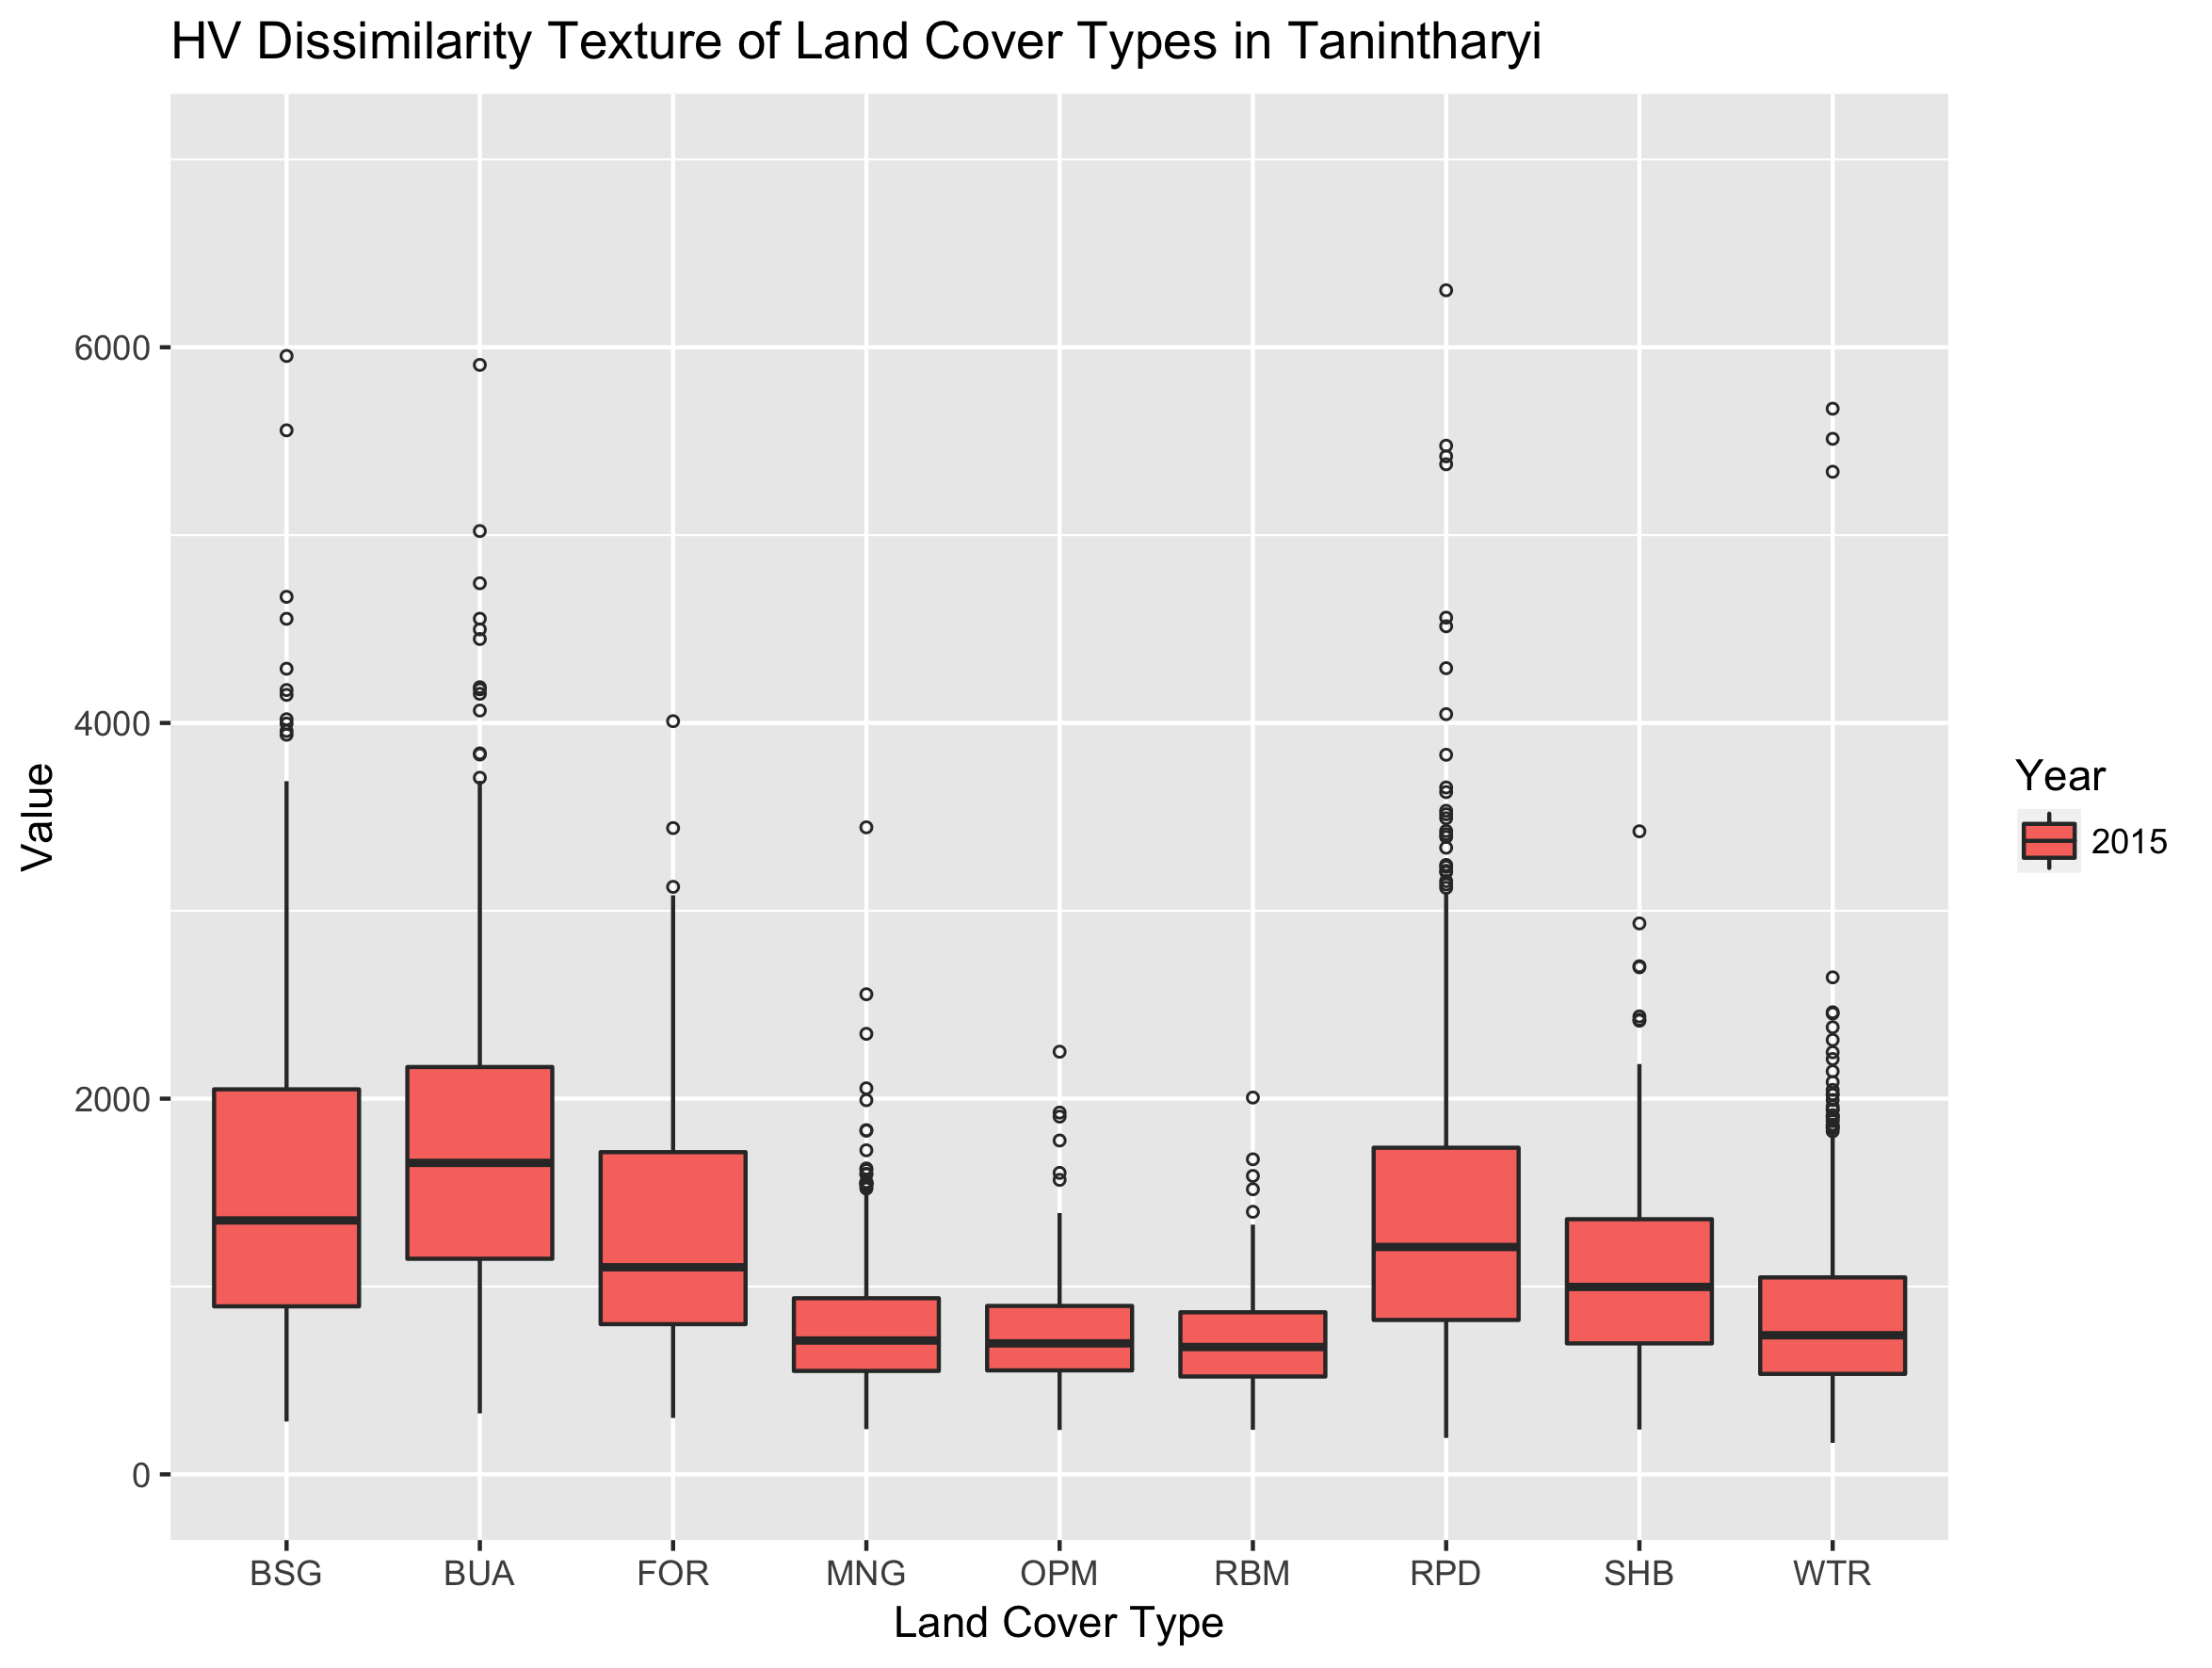 HV Dissimilarity Texture of Land Cover Types in Tanintharyi
Value
6000
4000
2000
0
BSG BUA FOR MNG OPM RBM RPD SHB WTR
Land Cover Type
Year
2015